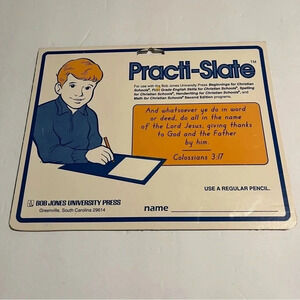 Practi-Slate™
For use with the Bob Jones University Press Beginnings for Christian
Schools, First Grade English Skills for Christian Schools, Spelling
for Christian Schools, Handwriting for Christian Schools, and
Math for Christian Schools Second Edition programs.
And whatsoever ye do in word
or deed, do all in the name
of the Lord Jesus, giving thanks
to God and the Father
by him.
Colossians 3:17
USE A REGULAR PENCIL.
BOB JONES UNIVERSITY PRESS
Greenville, South Carolina 29614
name